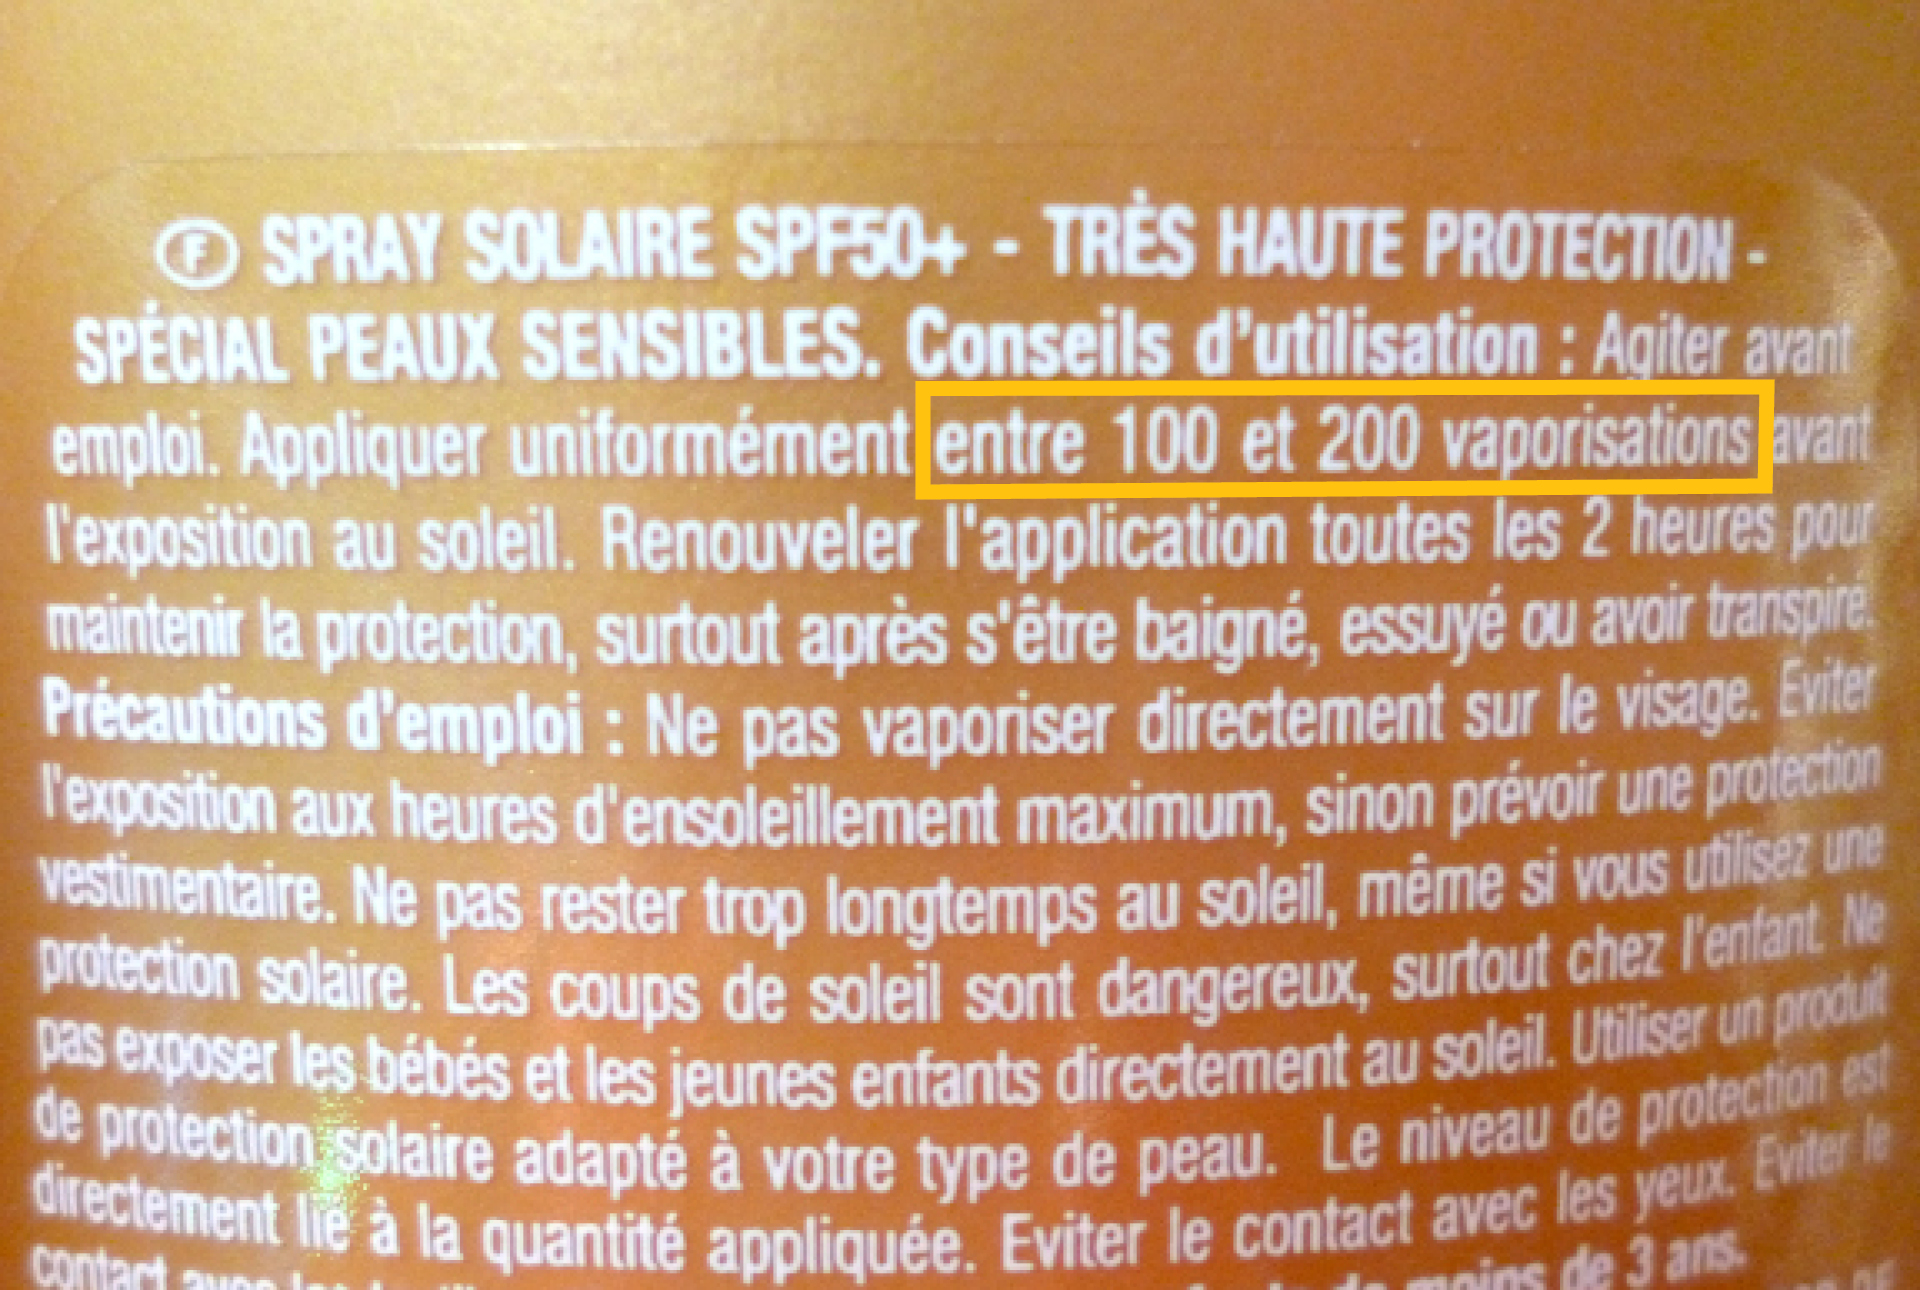 F SPRAY SOLAIRE SPF50+ - TRÈS HAUTE PROTECTION -
SPÉCIAL PEAUX SENSIBLES. Conseils d'utilisation : Agiter avant
emploi. Appliquer uniformément entre 100 et 200 vaporisations avant
l'exposition au soleil. Renouveler l'application toutes les 2 heures pour
maintenir la protection, surtout après s'être baigné, essuyé ou avoir transpiré.
Précautions d'emploi : Ne pas vaporiser directement sur le visage. Eviter
l'exposition aux heures d'ensoleillement maximum, sinon prévoir une protection
vestimentaire. Ne pas rester trop longtemps au soleil, même si vous utilisez une
protection solaire. Les coups de soleil sont dangereux, surtout chez l'enfant. Ne
pas exposer les bébés et les jeunes enfants directement au soleil. Utiliser un produit
de protection solaire adapté à votre type de peau. Le niveau de protection est
directement lié à la quantité appliquée. Eviter le contact avec les yeux. Eviter le
contact avec de moins de 3 ans.